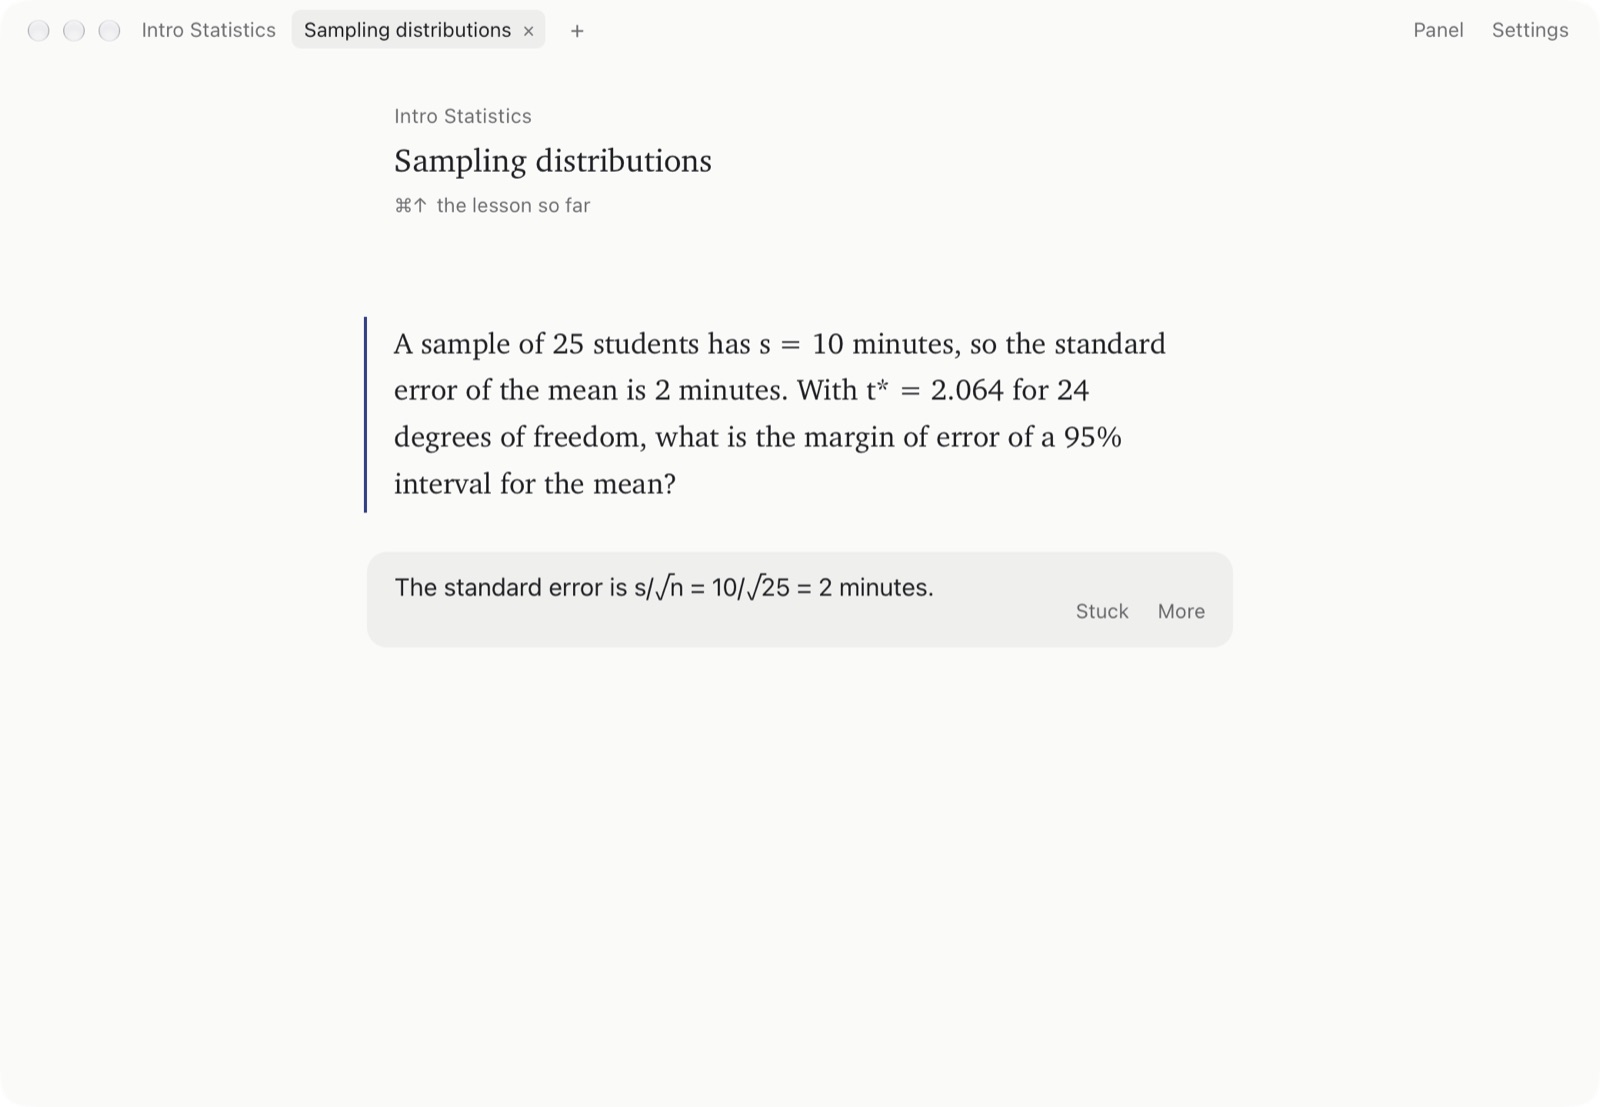 Intro Statistics
Sampling distributions ×
+
Panel
Settings
Intro Statistics
Sampling distributions
⌘↑ the lesson so far
A sample of 25 students has s = 10 minutes, so the standard
error of the mean is 2 minutes. With t* = 2.064 for 24
degrees of freedom, what is the margin of error of a 95%
interval for the mean?
The standard error is s/√n = 10/√25 = 2 minutes.
Stuck
More